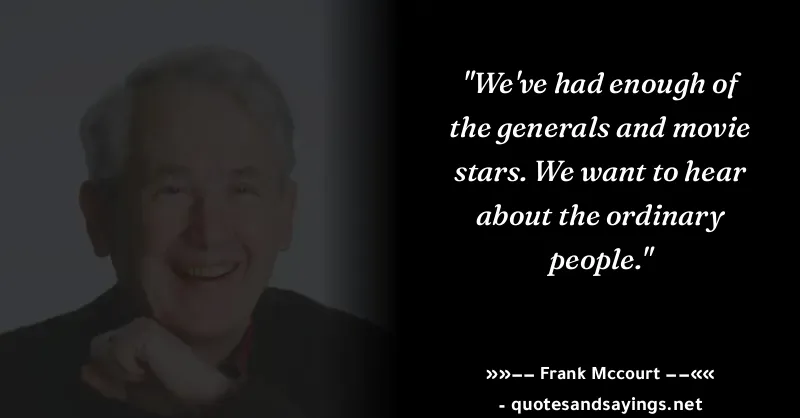 "We've had enough of
the generals and movie
stars. We want to hear
about the ordinary
people."
»»–– Frank Mccourt ––««
- quotesandsayings.net